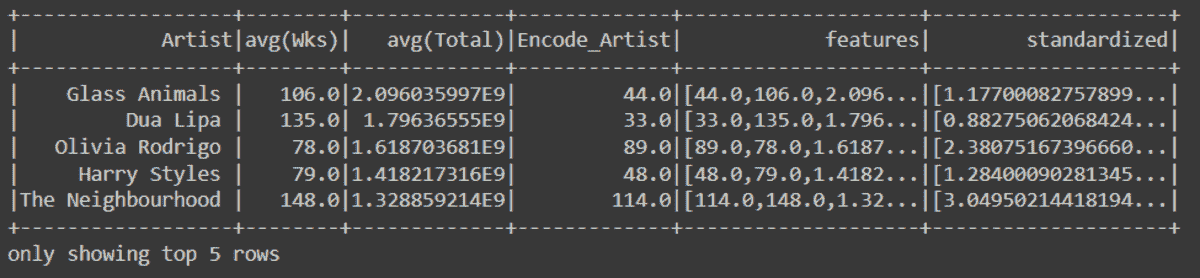 +-----------------+--------+-------------+-------------+--------------------+--------------------+
|           Artist|avg(Wks)|   avg(Total)|Encode_Artist|            features|        standardized|
+-----------------+--------+-------------+-------------+--------------------+--------------------+
|   Glass Animals |   106.0|2.096035997E9|         44.0|[44.0,106.0,2.096...|[1.17700082757899...|
|        Dua Lipa |   135.0| 1.79636555E9|         33.0|[33.0,135.0,1.796...|[0.88275062068424...|
|  Olivia Rodrigo |    78.0|1.618703681E9|         89.0|[89.0,78.0,1.6187...|[2.38075167396660...|
|    Harry Styles |    79.0|1.418217316E9|         48.0|[48.0,79.0,1.4182...|[1.28400090281345...|
|The Neighbourhood |   148.0|1.328859214E9|        114.0|[114.0,148.0,1.32...|[3.04950214418194...|
+-----------------+--------+-------------+-------------+--------------------+--------------------+
only showing top 5 rows